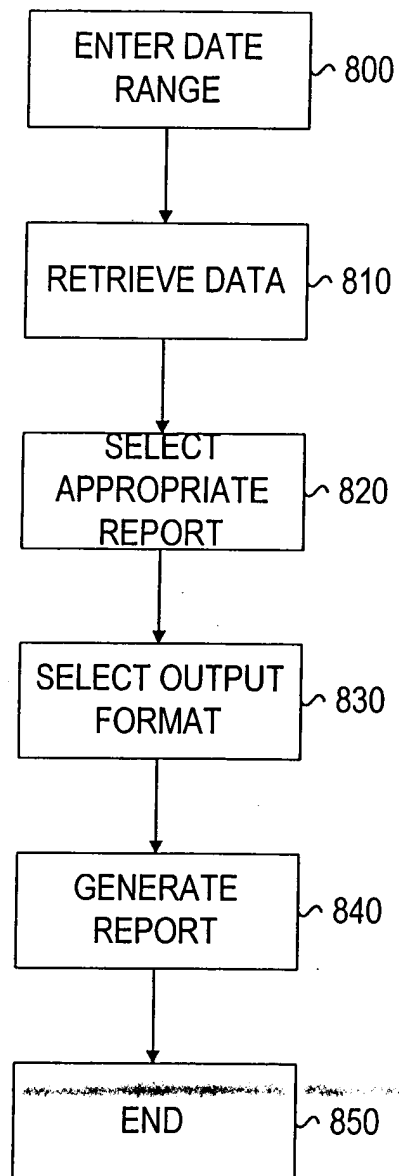 ENTER DATE
RANGE
800
RETRIEVE DATA
810
SELECT
APPROPRIATE
REPORT
820
SELECT OUTPUT
FORMAT
830
GENERATE
REPORT
840
END
850